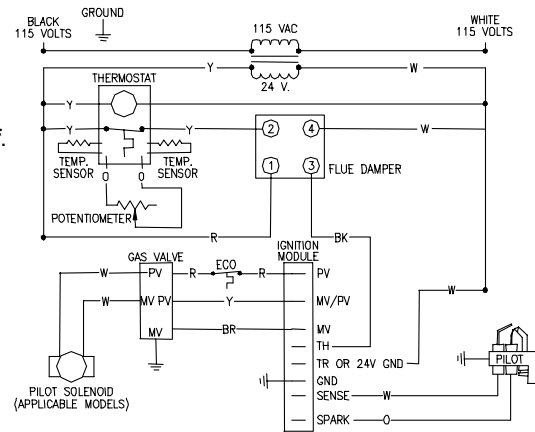 GROUND
BLACK
115 VOLTS
115 VAC
WHITE
115 VOLTS
Y
W
24 V.
THERMOSTAT
Y
Y
Y
2
4
W
f.
TEMP.
SENSOR
TEMP.
SENSOR
1
3
FLUE DAMPER
O
O
POTENTIOMETER
R
BK
GAS VALVE
ECO
IGNITION
MODULE
W
PV
R
R
PV
W
W
MV PV
Y
MV/PV
MV
BR
MV
TH
TR OR 24V GND
PILOT
GND
PILOT SOLENOID
(APPLICABLE MODELS)
SENSE
W
SPARK
O